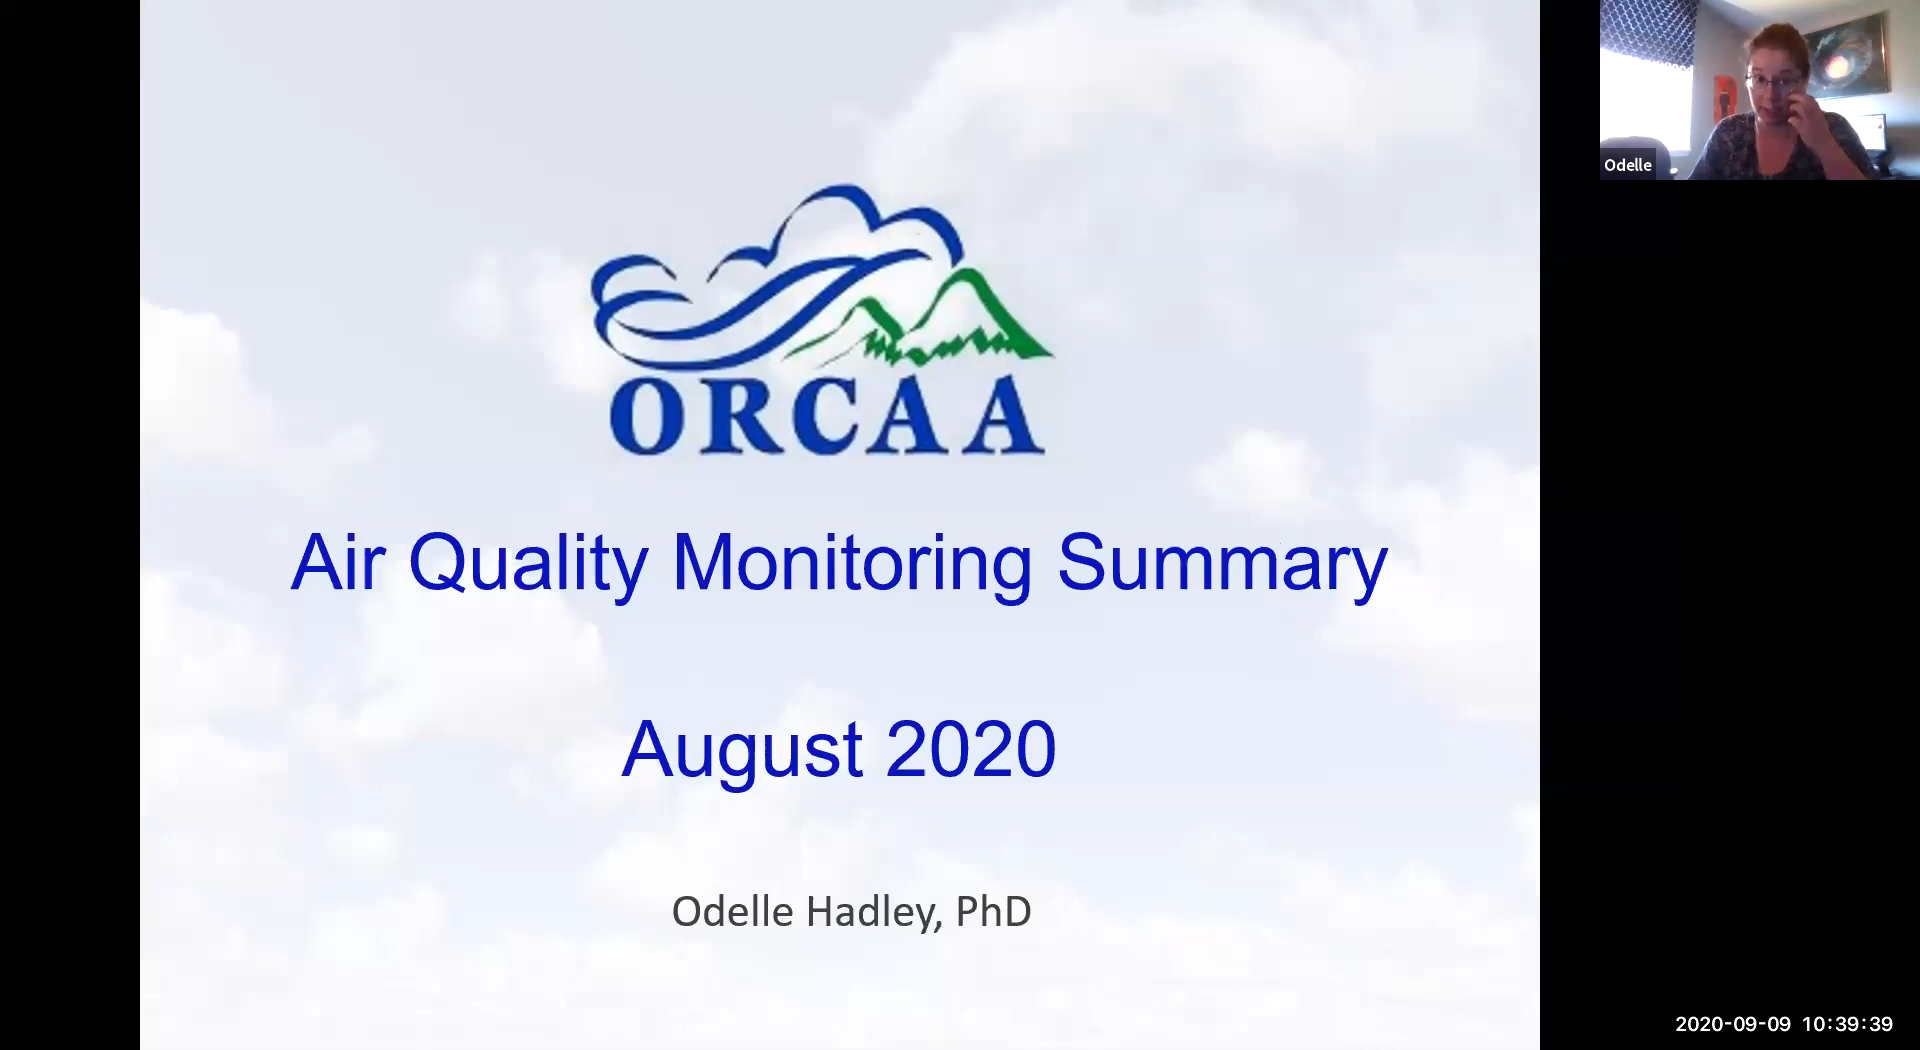 Odelle
ORCAA
Air Quality Monitoring Summary
August 2020
Odelle Hadley, PhD
2020-09-09 10:39:39